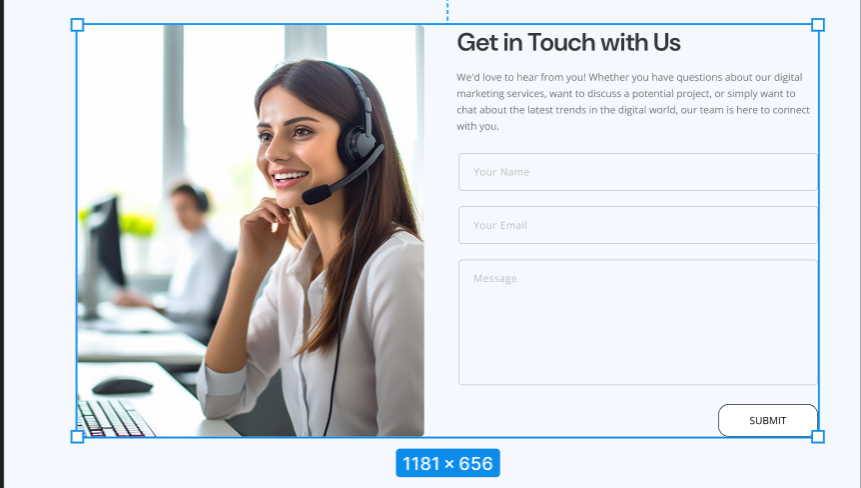 Get in Touch with Us
We'd love to hear from you! Whether you have questions about our digital
marketing services, want to discuss a potential project, or simply want to
chat about the latest trends in the digital world, our team is here to connect
with you.
Your Name
Your Email
Message
SUBMIT
1181 × 656